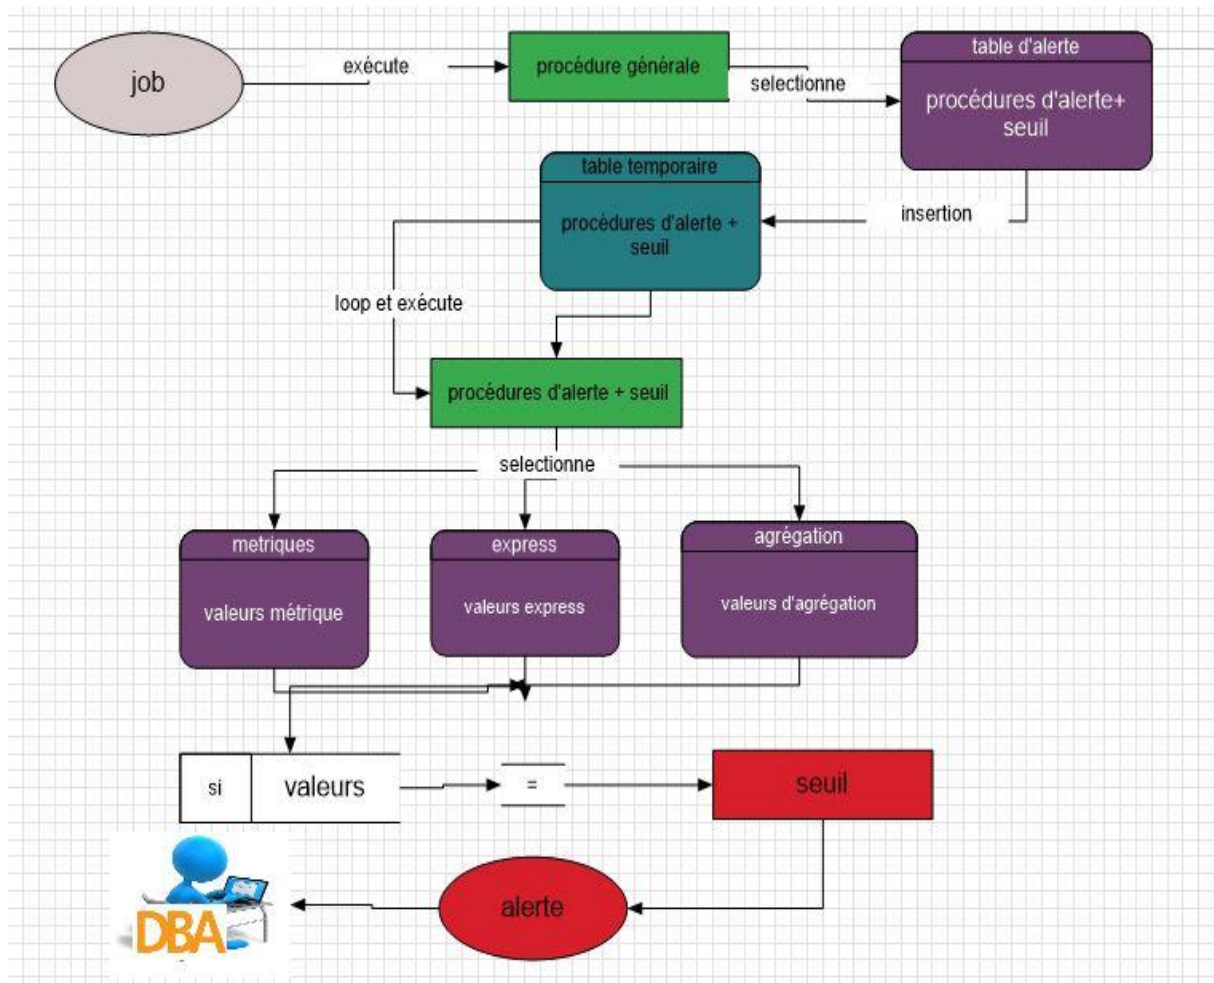 job
exécute
procédure générale
selectionne
table d'alerte
procédures d'alerte+
seuil
table temporaire
procédures d'alerte +
seuil
insertion
loop et exécute
procédures d'alerte + seuil
selectionne
metriques
valeurs métrique
express
valeurs express
agrégation
valeurs d'agrégation
si
valeurs
=
seuil
alerte
DBA